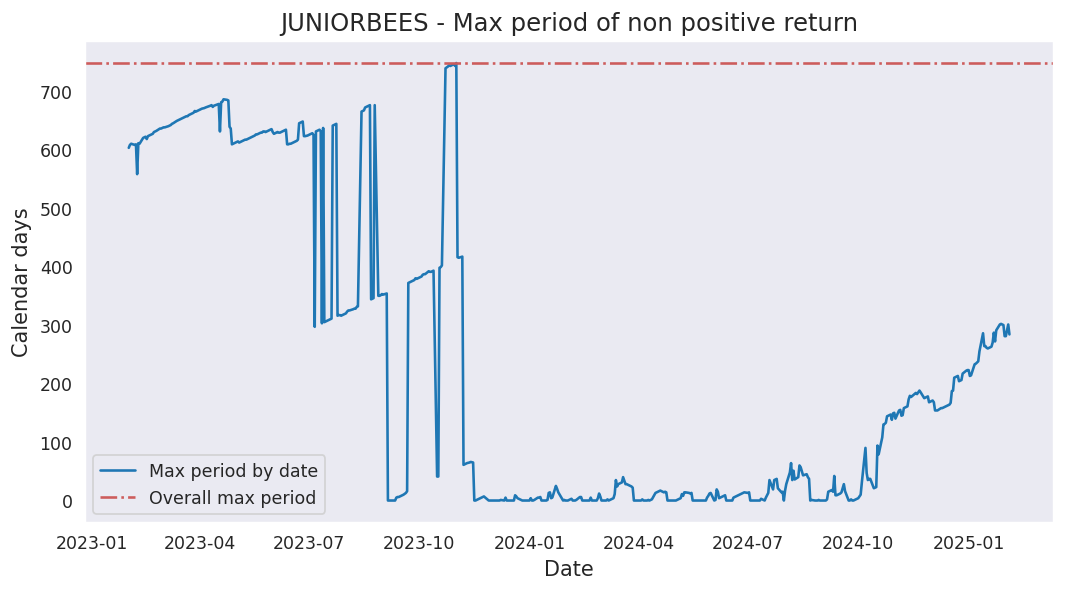 JUNIORBEES - Max period of non positive return
Calendar days
700
600
500
400
300
200
100
0
Max period by date
Overall max period
2023-01 2023-04 2023-07 2023-10 2024-01 2024-04 2024-07 2024-10 2025-01
Date